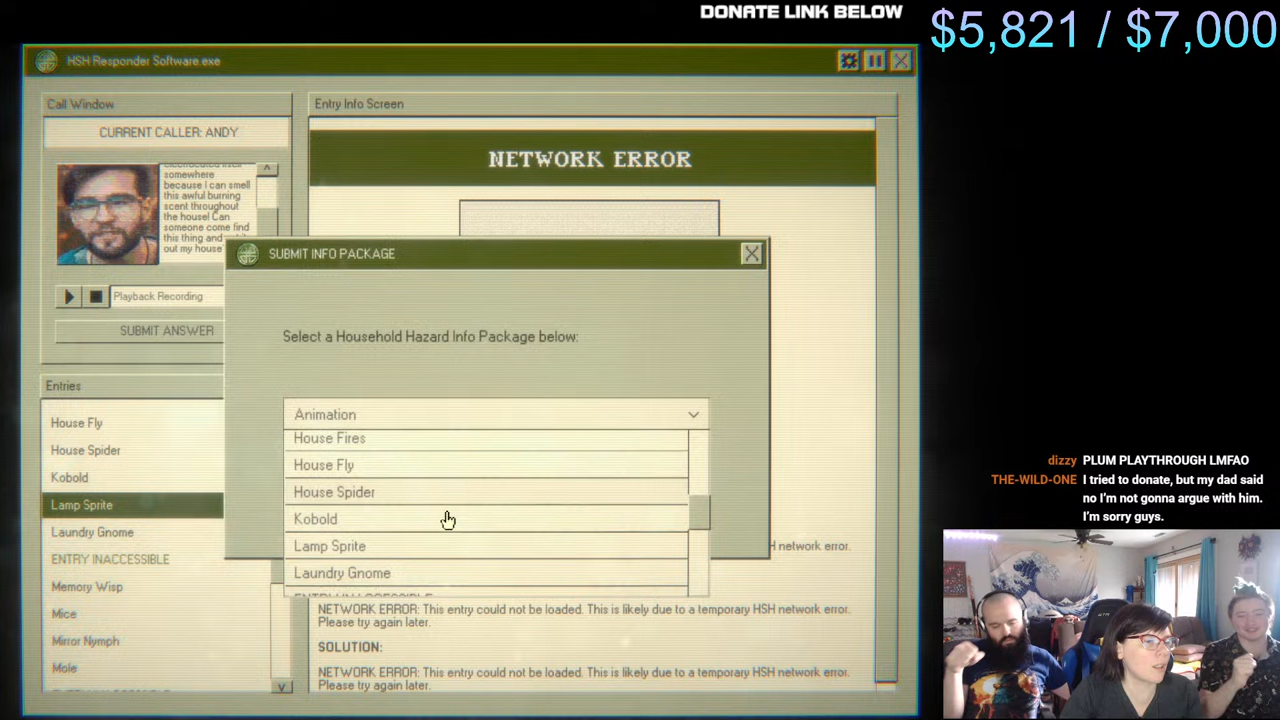 DONATE LINK BELOW
$5,821 / $7,000
HSH Responder Software.exe
Call Window
CURRENT CALLER: ANDY
somewhere
because I can smell
this awful burning
scent throughout
the house! Can
someone come find
this thing and
out my house
Playback Recording
SUBMIT ANSWER
Entries
House Fly
House Spider
Kobold
Lamp Sprite
Laundry Gnome
ENTRY INACCESSIBLE
Memory Wisp
Mice
Mirror Nymph
Mole
Entry Info Screen
NETWORK ERROR
SUBMIT INFO PACKAGE
Select a Household Hazard Info Package below:
Animation
House Fires
House Fly
House Spider
Kobold
Lamp Sprite
Laundry Gnome
ENTRY INACCESSIBLE
H network error.
NETWORK ERROR: This entry could not be loaded. This is likely due to a temporary HSH network error.
Please try again later.
SOLUTION:
NETWORK ERROR: This entry could not be loaded. This is likely due to a temporary HSH network error.
Please try again later.
dizzy PLUM PLAYTHROUGH LMFAO
THE-WILD-ONE I tried to donate, but my dad said
no I'm not gonna argue with him.
I'm sorry guys.